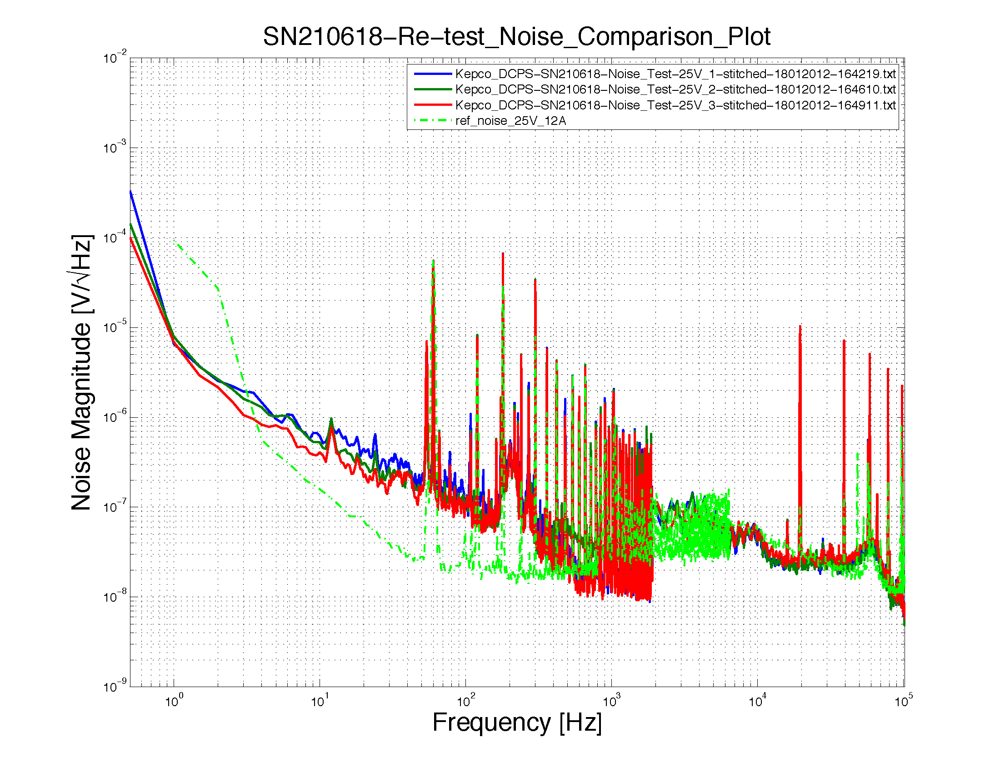 SN210618-Re-test_Noise_Comparison_Plot
Kepco_DCPS-SN210618-Noise_Test-25V_1-stitched-18012012-164219.txt
Kepco_DCPS-SN210618-Noise_Test-25V_2-stitched-18012012-164610.txt
Kepco_DCPS-SN210618-Noise_Test-25V_3-stitched-18012012-164911.txt
ref_noise_25V_12A
Noise Magnitude [V/√Hz]
10⁻²
10⁻³
10⁻⁴
10⁻⁵
10⁻⁶
10⁻⁷
10⁻⁸
10⁻⁹
10⁰ 10¹ 10² 10³ 10⁴ 10⁵
Frequency [Hz]